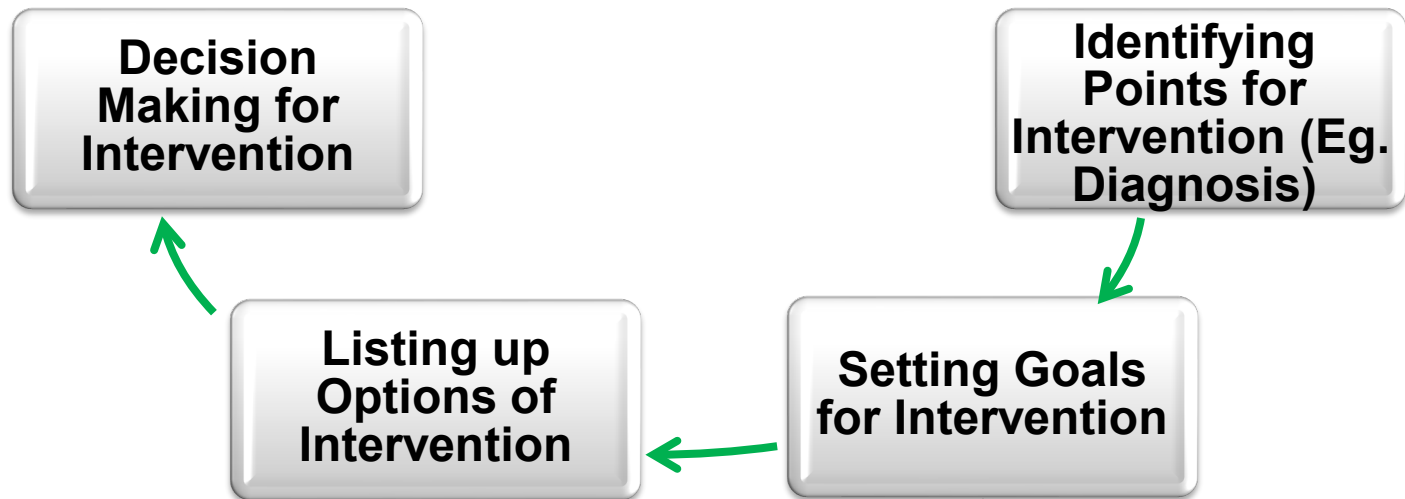 Decision
Making for
Intervention
Identifying
Points for
Intervention (Eg.
Diagnosis)
Listing up
Options of
Intervention
Setting Goals
for Intervention